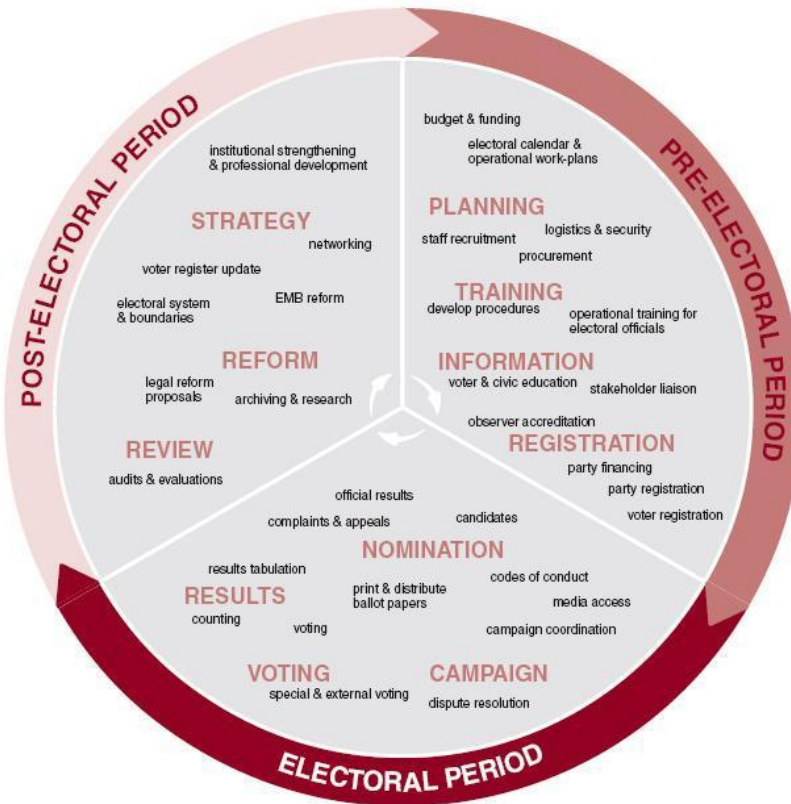 POST-ELECTORAL PERIOD
institutional strengthening
& professional development
STRATEGY
networking
voter register update
electoral system
& boundaries
EMB reform
REFORM
legal reform
proposals
archiving & research
REVIEW
audits & evaluations
PRE-ELECTORAL PERIOD
budget & funding
electoral calendar &
operational work-plans
PLANNING
staff recruitment
logistics & security
procurement
TRAINING
develop procedures
operational training for
electoral officials
INFORMATION
voter & civic education
stakeholder liaison
observer accreditation
REGISTRATION
party financing
party registration
voter registration
official results
complaints & appeals
candidates
NOMINATION
results tabulation
print & distribute
ballot papers
codes of conduct
RESULTS
media access
counting
voting
campaign coordination
VOTING
special & external voting
CAMPAIGN
dispute resolution
ELECTORAL PERIOD